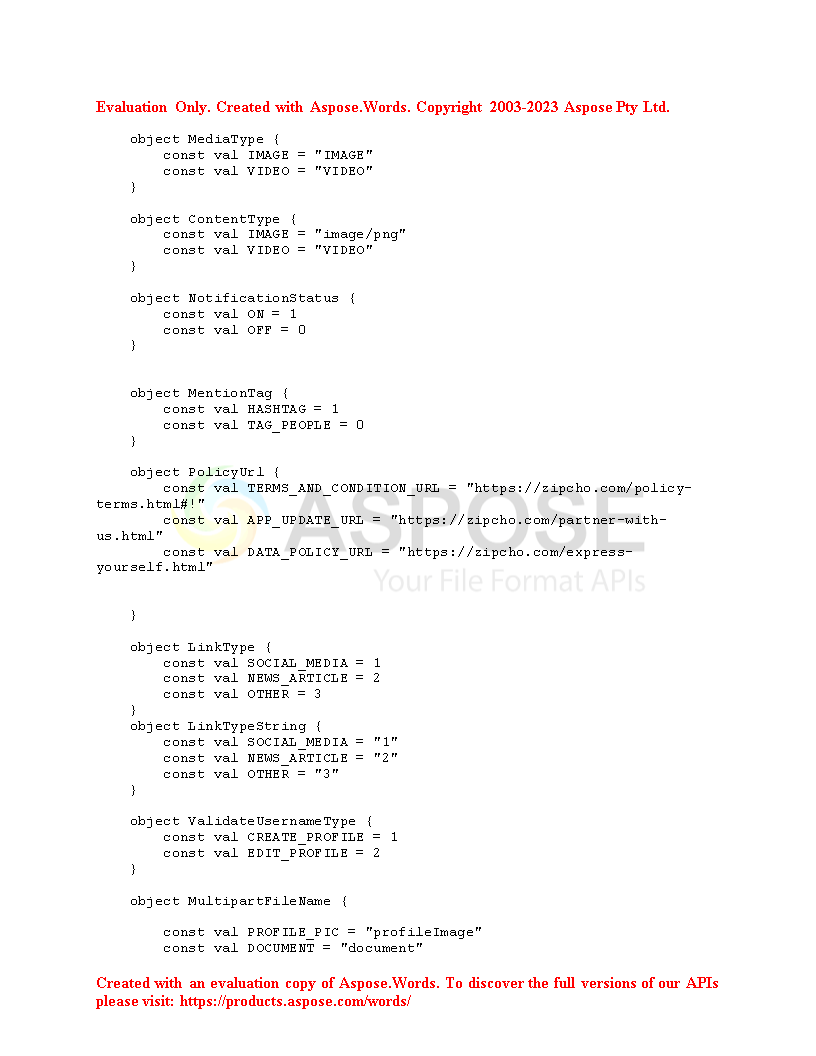 Evaluation Only. Created with Aspose.Words. Copyright 2003-2023 Aspose Pty Ltd.
object MediaType {
const val IMAGE = "IMAGE"
const val VIDEO = "VIDEO"
}
object ContentType {
const val IMAGE = "image/png"
const val VIDEO = "VIDEO"
}
object NotificationStatus {
const val ON = 1
const val OFF = 0
}
object MentionTag {
const val HASHTAG = 1
const val TAG_PEOPLE = 0
}
object PolicyUrl {
const val TERMS_AND_CONDITION_URL = "https://zipcho.com/policy-
terms.html#!"
const val APP_UPDATE_URL = "https://zipcho.com/partner-with-
us.html"
const val DATA_POLICY_URL = "https://zipcho.com/express-
yourself.html"
ASPOSE
Your File Format APIs
}
object LinkType {
const val SOCIAL_MEDIA = 1
const val NEWS_ARTICLE = 2
const val OTHER = 3
}
object LinkTypeString {
const val SOCIAL_MEDIA = "1"
const val NEWS_ARTICLE = "2"
const val OTHER = "3"
}
object ValidateUsernameType {
const val CREATE_PROFILE = 1
const val EDIT_PROFILE = 2
}
object MultipartFileName {
const val PROFILE_PIC = "profileImage"
const val DOCUMENT = "document"
Created with an evaluation copy of Aspose.Words. To discover the full versions of our APIs
please visit: https://products.aspose.com/words/